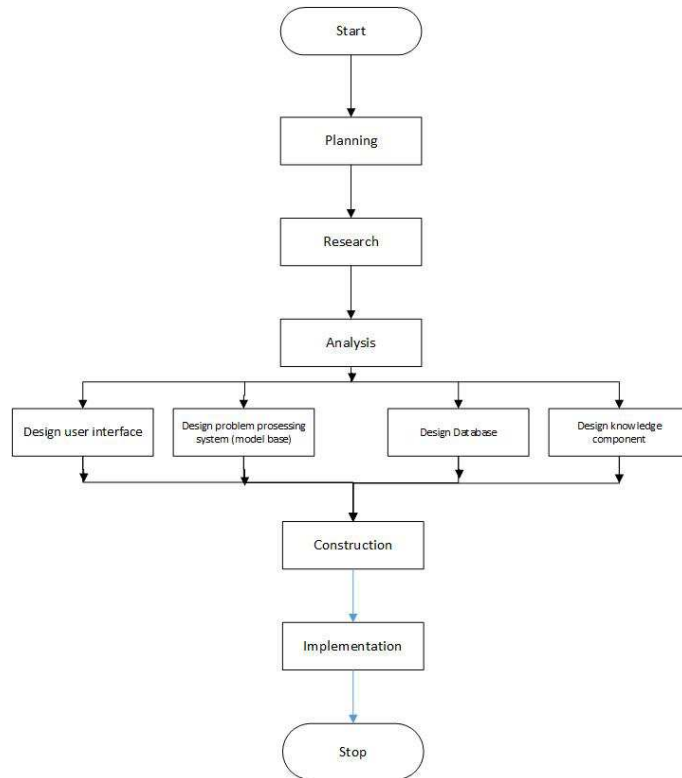 Start
Planning
Research
Analysis
Design user interface
Design problem prosessing
system (model base)
Design Database
Design knowledge
component
Construction
Implementation
Stop